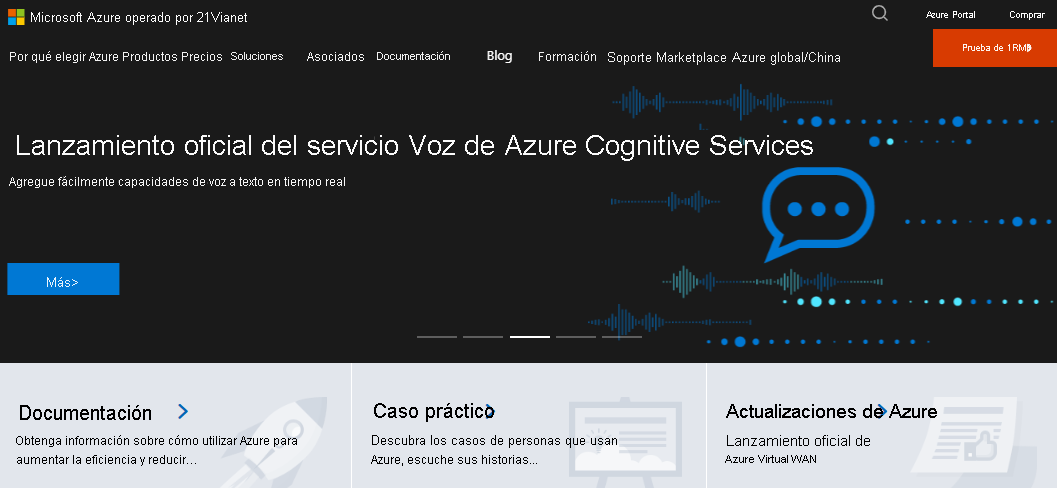 Microsoft Azure operado por 21Vianet
Azure Portal
Comprar
Prueba de 1RMB
Por qué elegir Azure Productos Precios Soluciones Asociados Documentación Blog Formación Soporte Marketplace Azure global/China
Lanzamiento oficial del servicio Voz de Azure Cognitive Services
Agregue fácilmente capacidades de voz a texto en tiempo real
Más>
Documentación
Obtenga información sobre cómo utilizar Azure para
aumentar la eficiencia y reducir...
Caso práctico
Descubra los casos de personas que usan
Azure, escuche sus historias...
Actualizaciones de Azure
Lanzamiento oficial de
Azure Virtual WAN